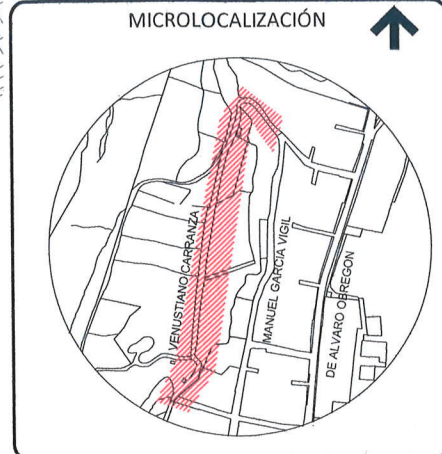 MICROLOCALIZACIÓN
VENUSTIANO CARRANZA
MANUEL GARCIA VIGIL
DE ALVARO OBREGON